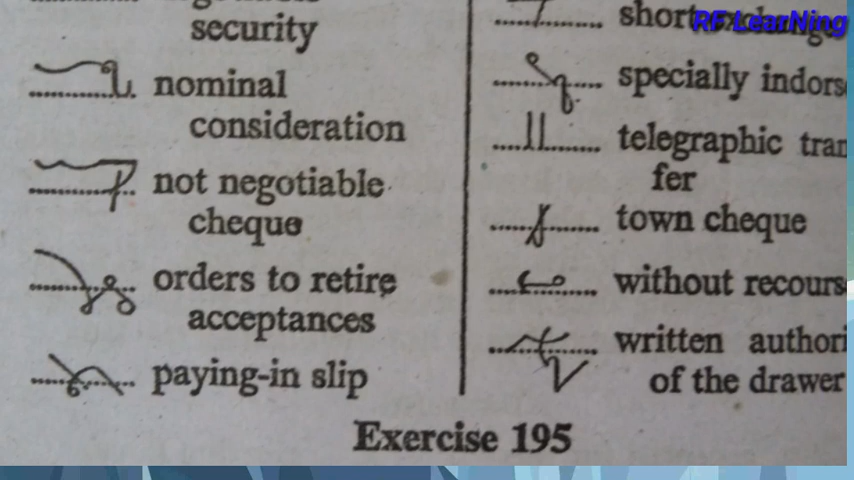 security
nominal
consideration
not negotiable
cheque
orders to retire
acceptances
paying-in slip
short
RF LearNing
specially indors
telegraphic tran
fer
town cheque
without recours
written authori
of the drawer
Exercise 195